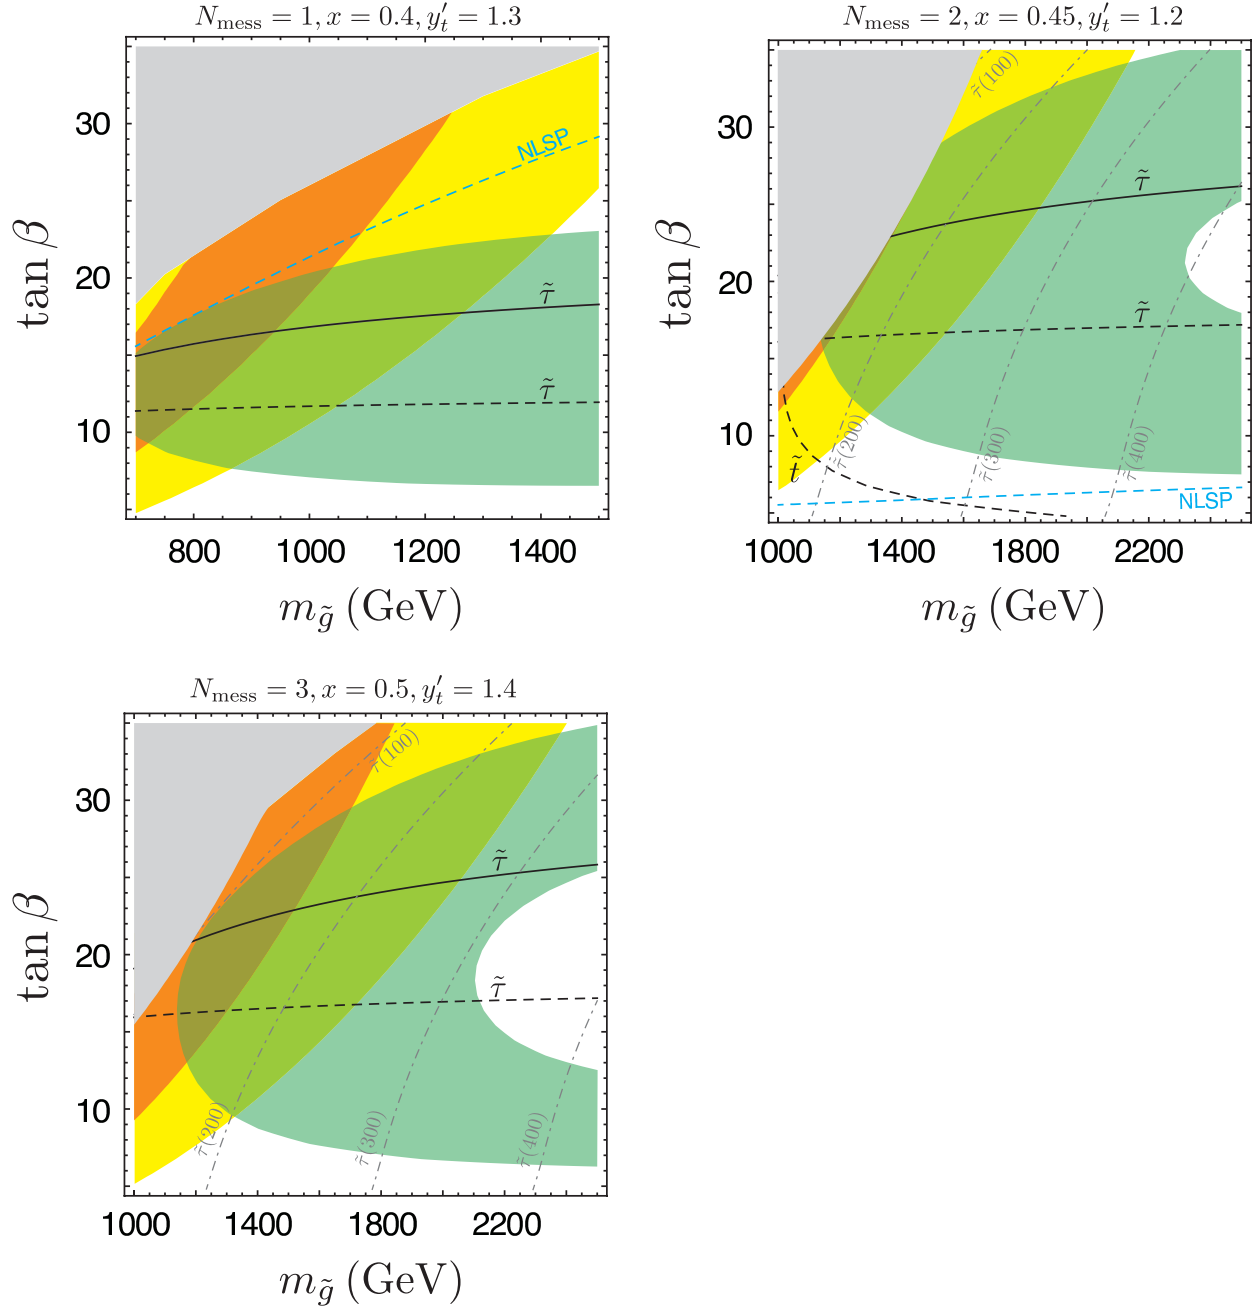 N_mess = 1, x = 0.4, y′_t = 1.3
30
20
10
tan β
NLSP
τ̃
τ̃
800 1000 1200 1400
m_g̃ (GeV)
N_mess = 2, x = 0.45, y′_t = 1.2
30
20
10
tan β
τ̃(100)
τ̃
τ̃
t̃
τ̃(200)
τ̃(300)
τ̃(400)
NLSP
1000 1400 1800 2200
m_g̃ (GeV)
N_mess = 3, x = 0.5, y′_t = 1.4
30
20
10
tan β
τ̃(100)
τ̃
τ̃
τ̃(200)
τ̃(300)
τ̃(400)
1000 1400 1800 2200
m_g̃ (GeV)